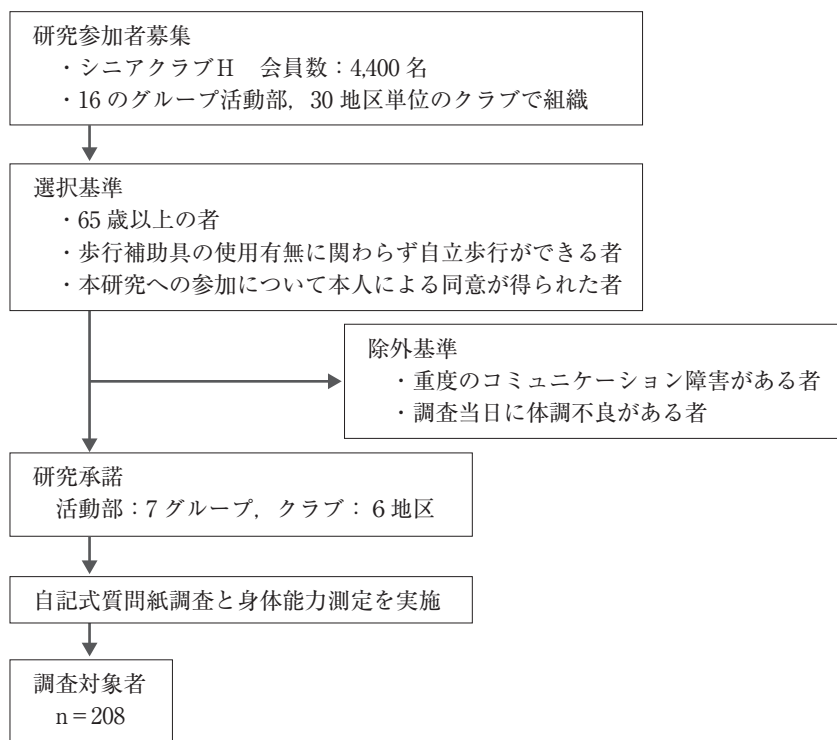 研究参加者募集
・シニアクラブＨ　会員数：4,400 名
・16 のグループ活動部，30 地区単位のクラブで組織
選択基準
・65 歳以上の者
・歩行補助具の使用有無に関わらず自立歩行ができる者
・本研究への参加について本人による同意が得られた者
除外基準
・重度のコミュニケーション障害がある者
・調査当日に体調不良がある者
研究承諾
活動部：7 グループ，クラブ：６地区
自記式質問紙調査と身体能力測定を実施
調査対象者
n＝208